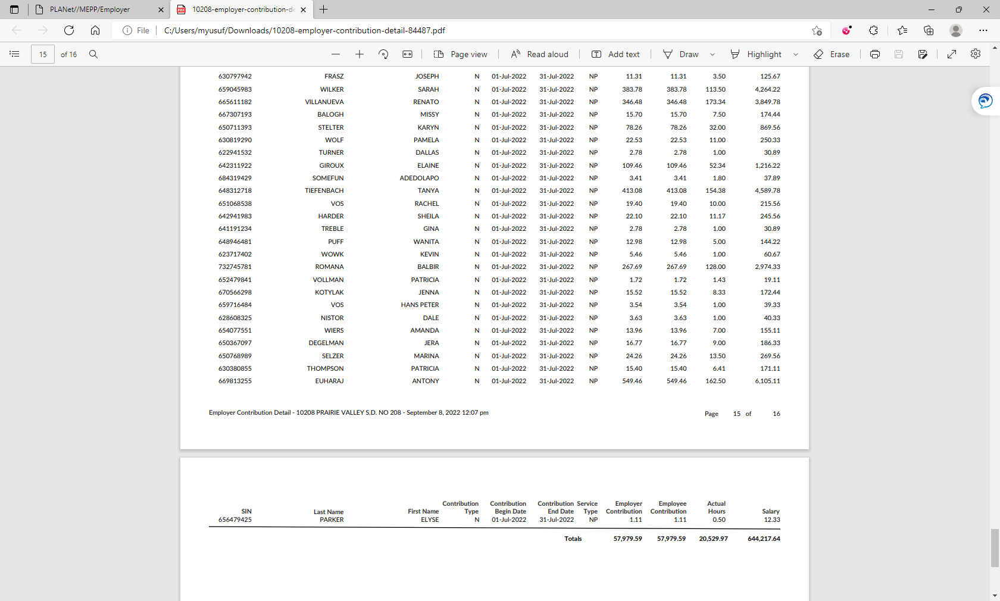 PLANet//MEPP/Employer
10208-employer-contribution-de
File C:/Users/myusuf/Downloads/10208-employer-contribution-detail-84487.pdf
15 of 16 Page view Read aloud Add text Draw Highlight Erase
630797942 FRASZ JOSEPH N 01-Jul-2022 31-Jul-2022 NP 11.31 11.31 3.50 125.67
659045983 WILKER SARAH N 01-Jul-2022 31-Jul-2022 NP 383.78 383.78 113.50 4,264.22
665611182 VILLANUEVA RENATO N 01-Jul-2022 31-Jul-2022 NP 346.48 346.48 173.34 3,849.78
667307193 BALOGH MISSY N 01-Jul-2022 31-Jul-2022 NP 15.70 15.70 7.50 174.44
650711393 STELTER KARYN N 01-Jul-2022 31-Jul-2022 NP 78.26 78.26 32.00 869.56
630819290 WOLF PAMELA N 01-Jul-2022 31-Jul-2022 NP 22.53 22.53 11.00 250.33
622941532 TURNER DALLAS N 01-Jul-2022 31-Jul-2022 NP 2.78 2.78 1.00 30.89
642311922 GIROUX ELAINE N 01-Jul-2022 31-Jul-2022 NP 109.46 109.46 52.34 1,216.22
684319429 SOMEFUN ADEDOLAPO N 01-Jul-2022 31-Jul-2022 NP 3.41 3.41 1.80 37.89
648312718 TIEFENBACH TANYA N 01-Jul-2022 31-Jul-2022 NP 413.08 413.08 154.38 4,589.78
651068538 VOS RACHEL N 01-Jul-2022 31-Jul-2022 NP 19.40 19.40 10.00 215.56
642941983 HARDER SHEILA N 01-Jul-2022 31-Jul-2022 NP 22.10 22.10 11.17 245.56
641191234 TREBLE GINA N 01-Jul-2022 31-Jul-2022 NP 2.78 2.78 1.00 30.89
648946481 PUFF WANITA N 01-Jul-2022 31-Jul-2022 NP 12.98 12.98 5.00 144.22
623717402 WOWK KEVIN N 01-Jul-2022 31-Jul-2022 NP 5.46 5.46 1.00 60.67
732745781 ROMANA BALBIR N 01-Jul-2022 31-Jul-2022 NP 267.69 267.69 128.00 2,974.33
652479841 VOLLMAN PATRICIA N 01-Jul-2022 31-Jul-2022 NP 1.72 1.72 1.43 19.11
670566298 KOTYLAK JENNA N 01-Jul-2022 31-Jul-2022 NP 15.52 15.52 8.33 172.44
659716484 VOS HANS PETER N 01-Jul-2022 31-Jul-2022 NP 3.54 3.54 1.00 39.33
628608325 NISTOR DALE N 01-Jul-2022 31-Jul-2022 NP 3.63 3.63 1.00 40.33
654077551 WIERS AMANDA N 01-Jul-2022 31-Jul-2022 NP 13.96 13.96 7.00 155.11
650367097 DEGELMAN JERA N 01-Jul-2022 31-Jul-2022 NP 16.77 16.77 9.00 186.33
650768989 SELZER MARINA N 01-Jul-2022 31-Jul-2022 NP 24.26 24.26 13.50 269.56
630380855 THOMPSON PATRICIA N 01-Jul-2022 31-Jul-2022 NP 15.40 15.40 6.41 171.11
669813255 EUHARAJ ANTONY N 01-Jul-2022 31-Jul-2022 NP 549.46 549.46 162.50 6,105.11
Employer Contribution Detail - 10208 PRAIRIE VALLEY S.D. NO 208 - September 8, 2022 12:07 pm Page 15 of 16
Contribution Contribution Contribution Service Employer Employee Actual
SIN Last Name First Name Type Begin Date End Date Type Contribution Contribution Hours Salary
656479425 PARKER ELYSE N 01-Jul-2022 31-Jul-2022 NP 1.11 1.11 0.50 12.33
Totals 57,979.59 57,979.59 20,529.97 644,217.64